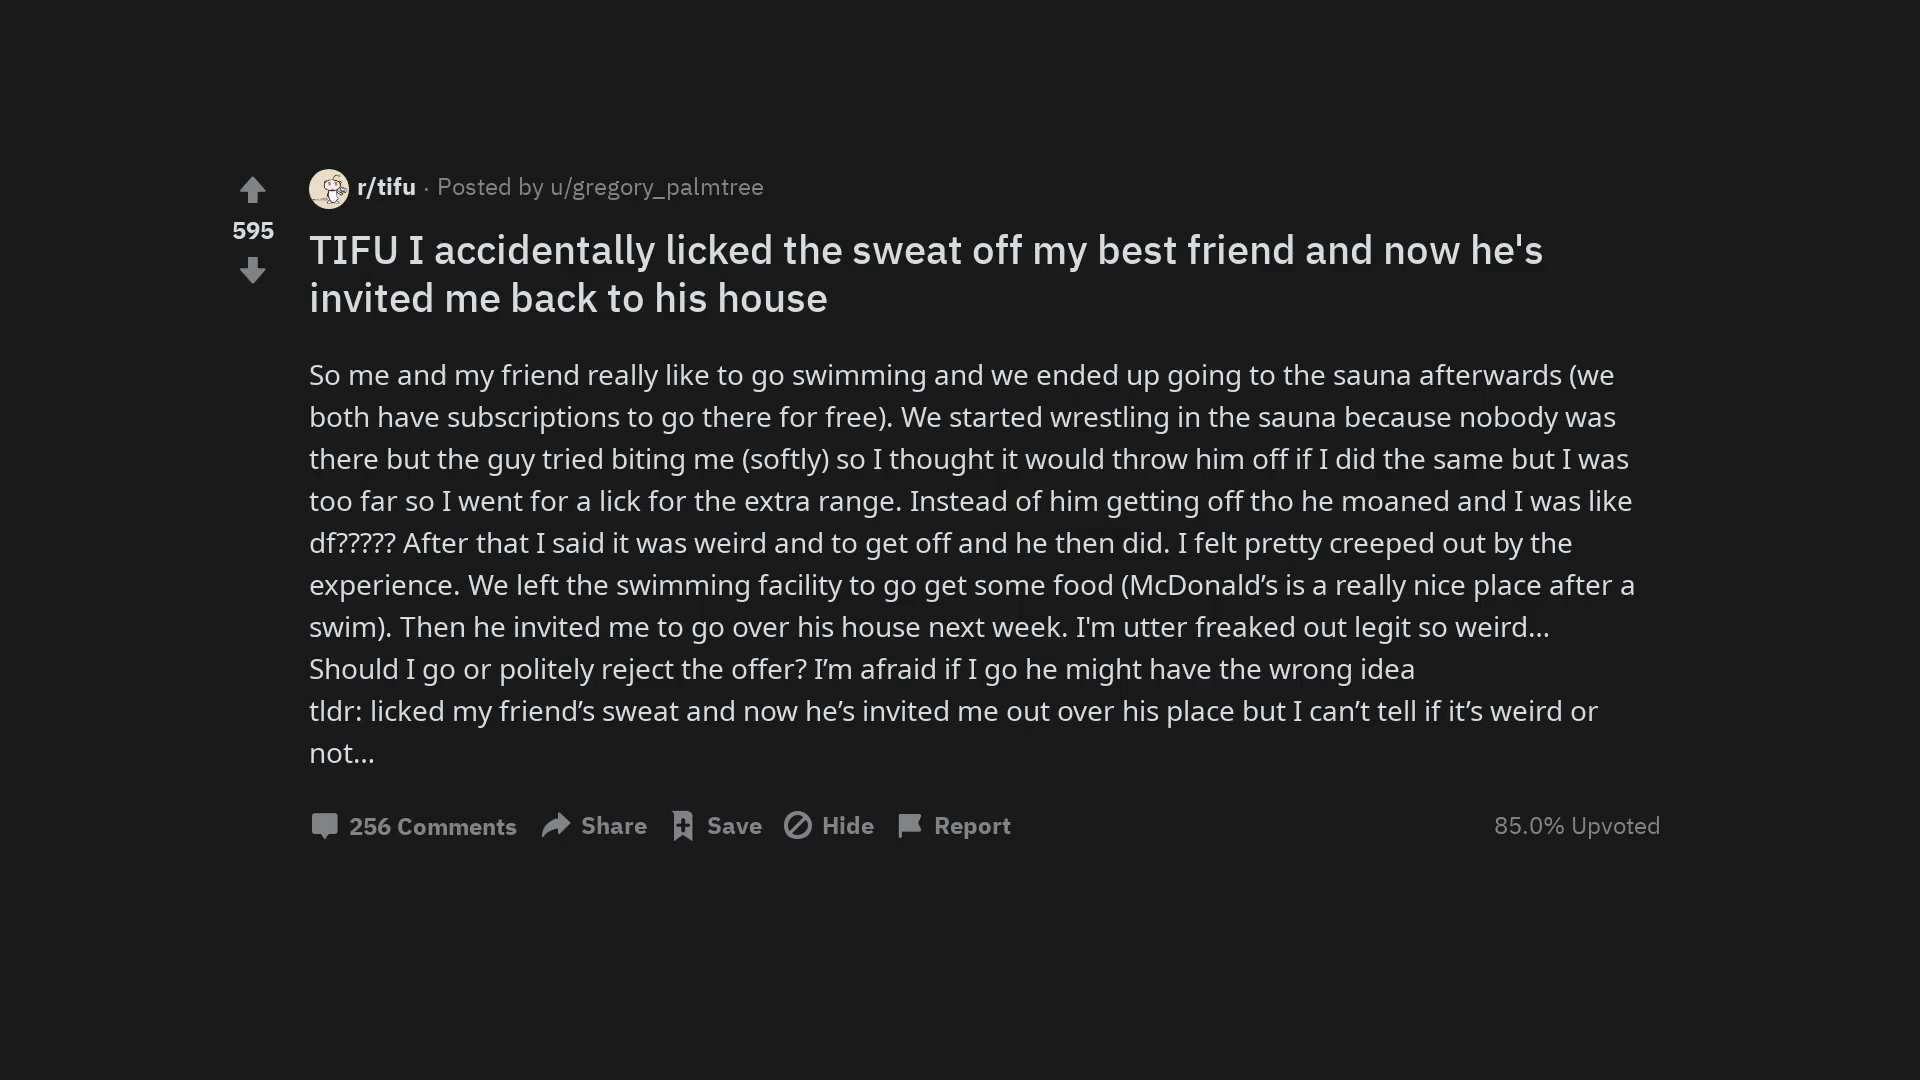 r/tifu · Posted by u/gregory_palmtree
595
TIFU I accidentally licked the sweat off my best friend and now he's
invited me back to his house
So me and my friend really like to go swimming and we ended up going to the sauna afterwards (we
both have subscriptions to go there for free). We started wrestling in the sauna because nobody was
there but the guy tried biting me (softly) so I thought it would throw him off if I did the same but I was
too far so I went for a lick for the extra range. Instead of him getting off tho he moaned and I was like
df????? After that I said it was weird and to get off and he then did. I felt pretty creeped out by the
experience. We left the swimming facility to go get some food (McDonald’s is a really nice place after a
swim). Then he invited me to go over his house next week. I'm utter freaked out legit so weird...
Should I go or politely reject the offer? I’m afraid if I go he might have the wrong idea
tldr: licked my friend’s sweat and now he’s invited me out over his place but I can’t tell if it’s weird or
not...
256 Comments Share Save Hide Report 85.0% Upvoted